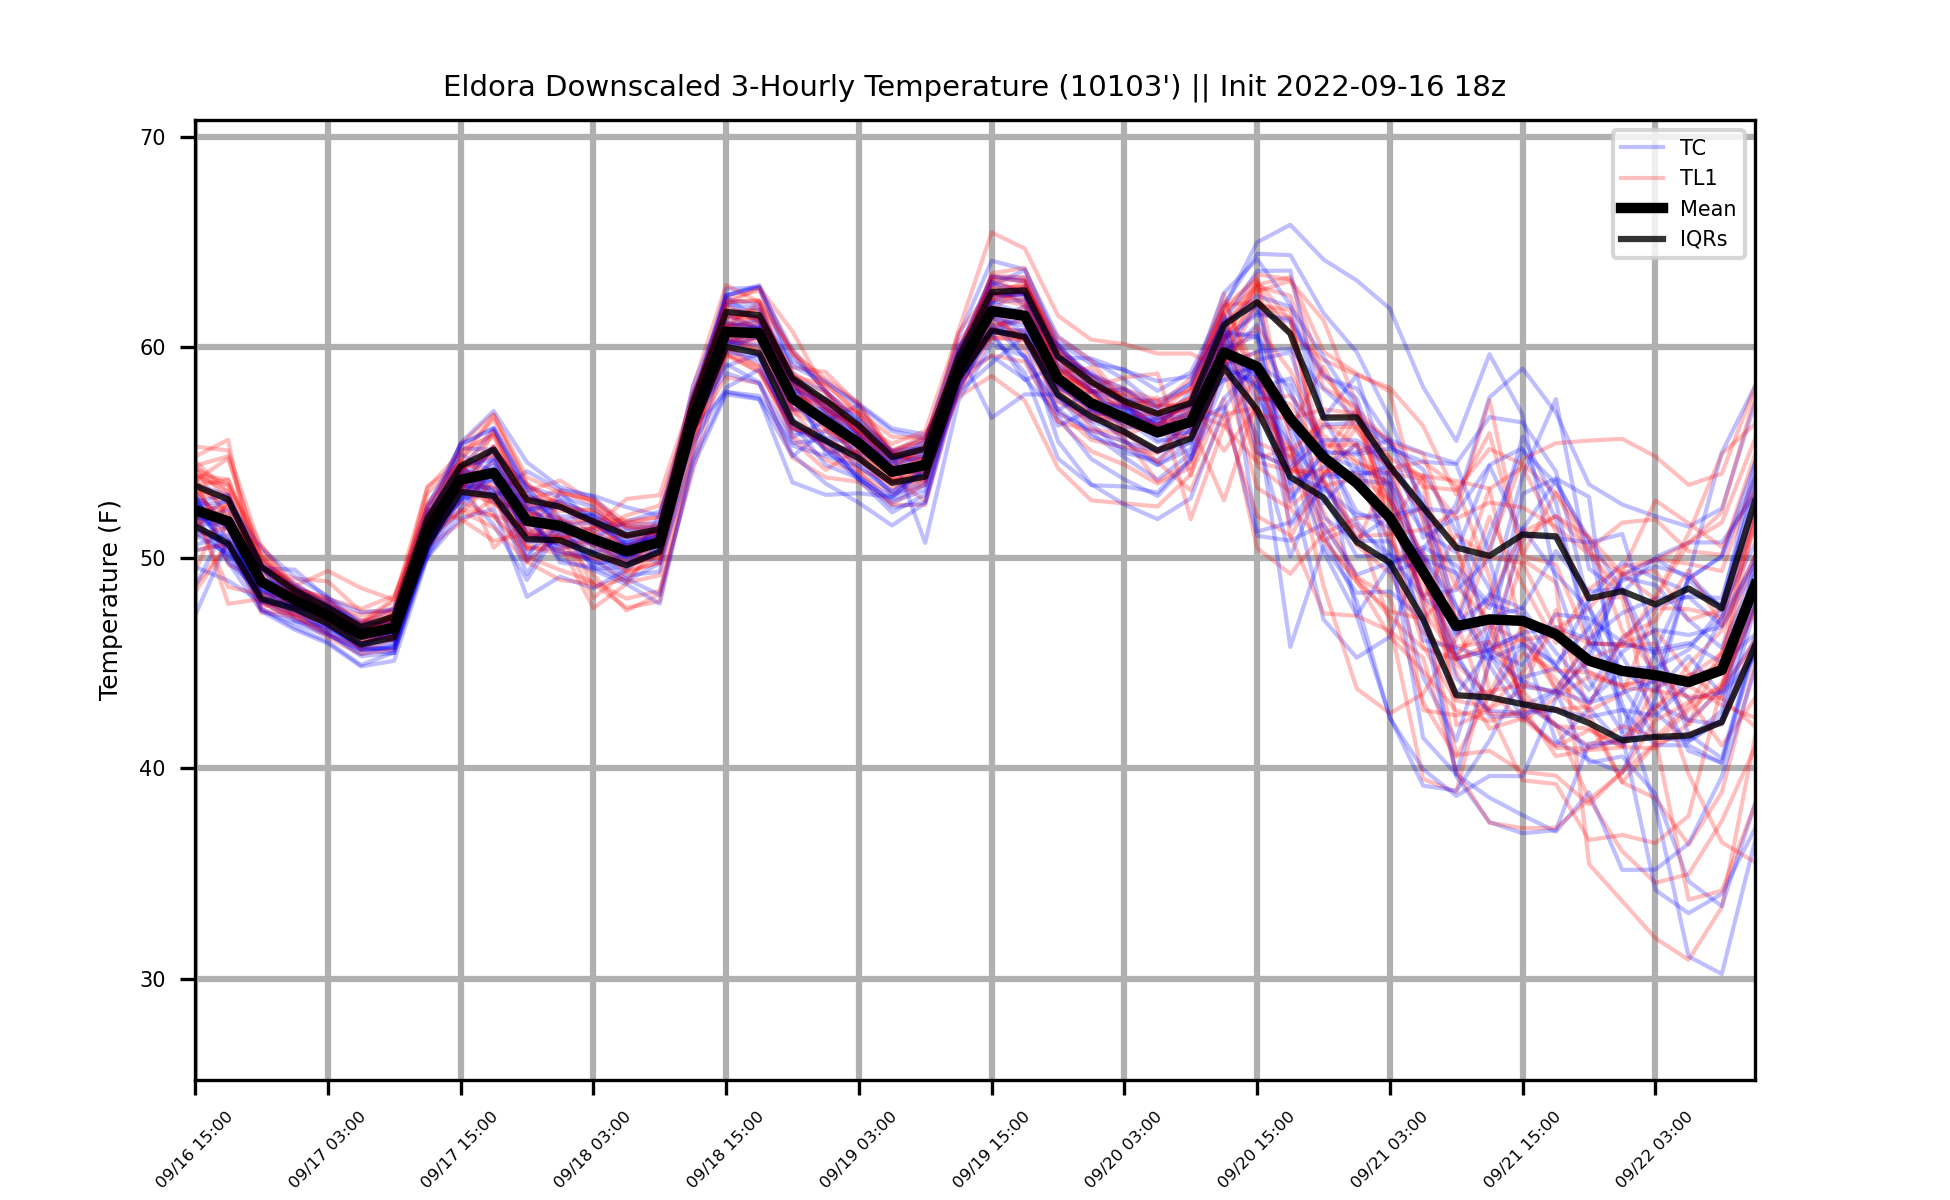 Eldora Downscaled 3-Hourly Temperature (10103') || Init 2022-09-16 18z
TC
TL1
Mean
IQRs
Temperature (F)
70
60
50
40
30
09/16 15:00
09/17 03:00
09/17 15:00
09/18 03:00
09/18 15:00
09/19 03:00
09/19 15:00
09/20 03:00
09/20 15:00
09/21 03:00
09/21 15:00
09/22 03:00